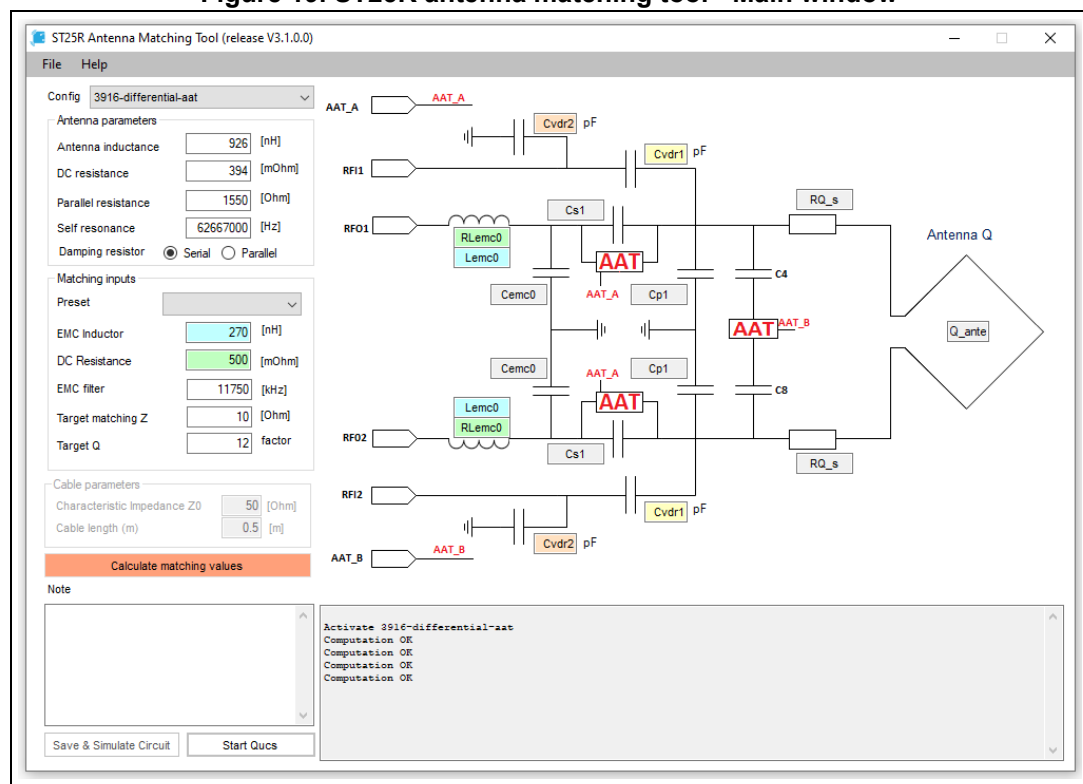 Figure 16. ST25R antenna matching tool - Main window
ST25R Antenna Matching Tool (release V3.1.0.0)
File Help
Config 3916-differential-aat
Antenna parameters
Antenna inductance 926 [nH]
DC resistance 394 [mOhm]
Parallel resistance 1550 [Ohm]
Self resonance 62667000 [Hz]
Damping resistor Serial Parallel
Matching inputs
Preset
EMC Inductor 270 [nH]
DC Resistance 500 [mOhm]
EMC filter 11750 [kHz]
Target matching Z 10 [Ohm]
Target Q 12 factor
Cable parameters
Characteristic Impedance Z0 50 [Ohm]
Cable length (m) 0.5 [m]
Calculate matching values
Note
Save & Simulate Circuit Start Qucs
AAT_A AAT_A
Cvdr2 pF
Cvdr1 pF
RFI1
Cs1 RQ_s
RFO1
RLemc0
Lemc0
AAT
Antenna Q
C4
Cemc0 AAT_A Cp1
AAT AAT_B
Q_ante
Cemc0 AAT_A Cp1
C8
AAT
Lemc0
RLemc0
RFO2
Cs1 RQ_s
RFI2
Cvdr1 pF
Cvdr2 pF
AAT_B AAT_B
Activate 3916-differential-aat
Computation OK
Computation OK
Computation OK
Computation OK